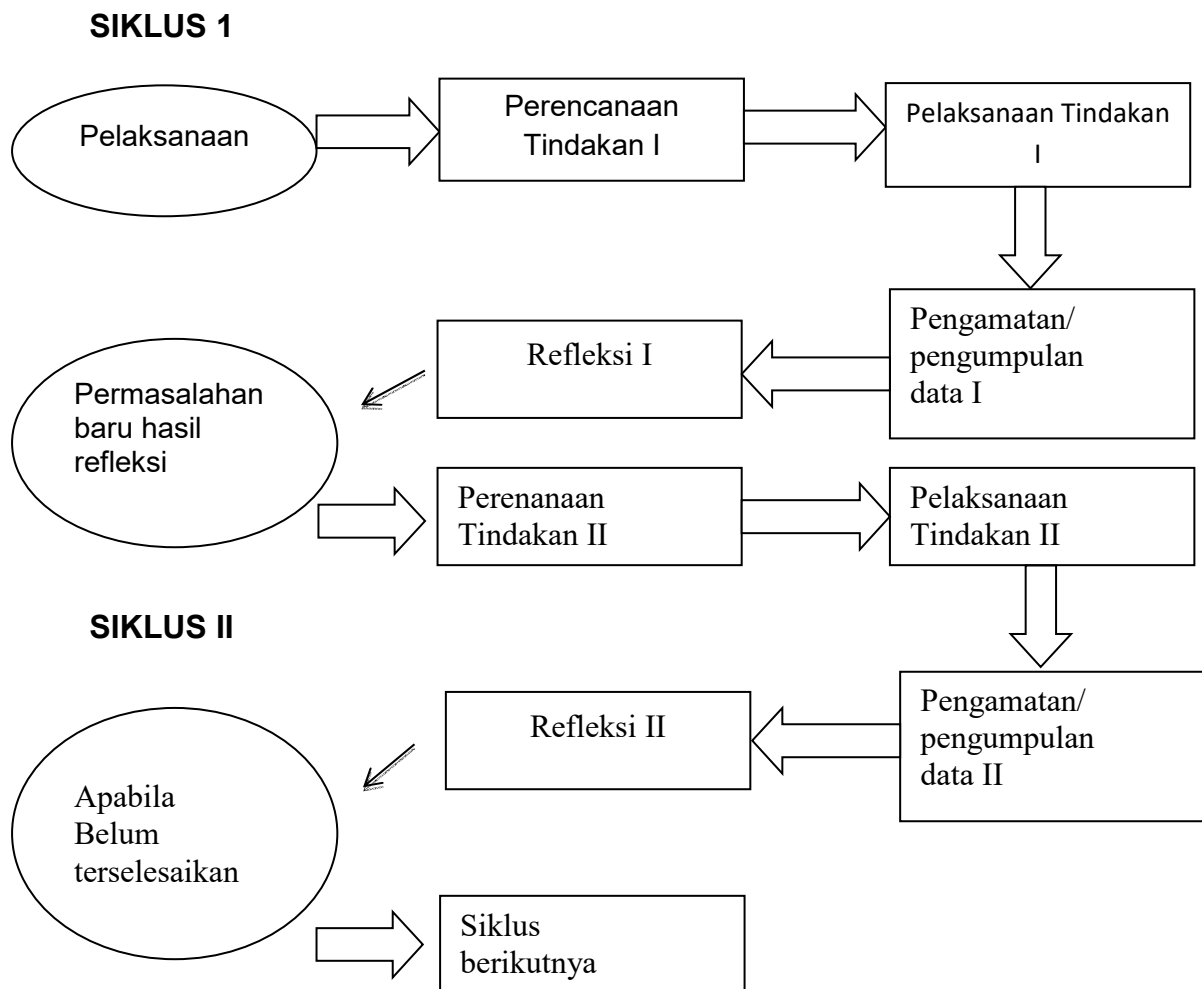 SIKLUS 1
Pelaksanaan
Perencanaan
Tindakan I
Pelaksanaan Tindakan
I
Pengamatan/
pengumpulan
data I
Refleksi I
Permasalahan
baru hasil
refleksi
Perenanaan
Tindakan II
Pelaksanaan
Tindakan II
SIKLUS II
Pengamatan/
pengumpulan
data II
Refleksi II
Apabila
Belum
terselesaikan
Siklus
berikutnya